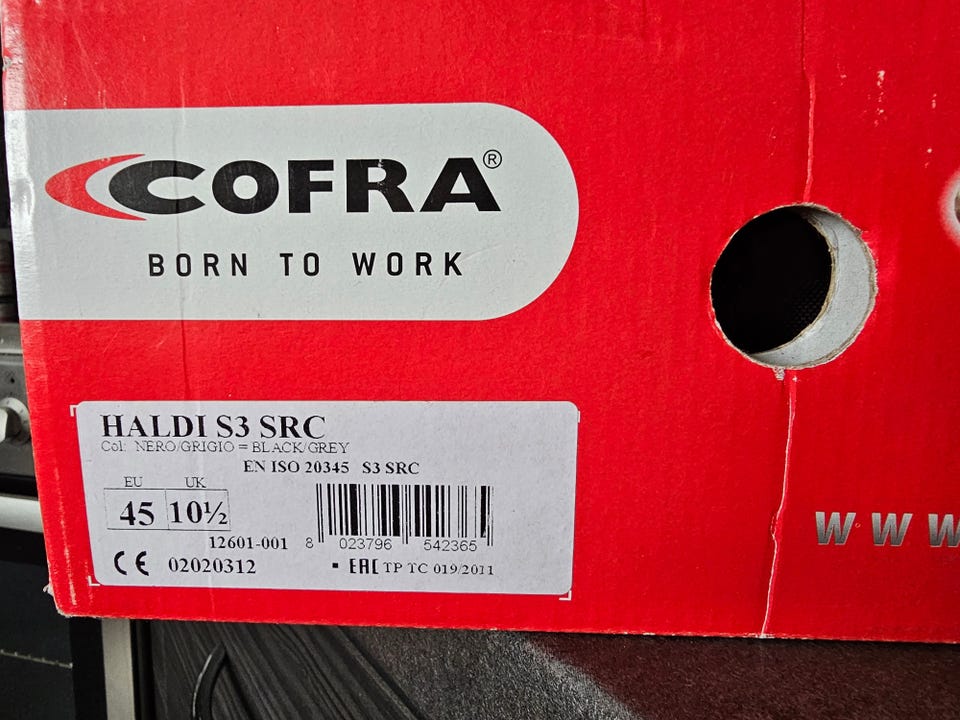 COFRA®
BORN TO WORK
HALDI S3 SRC
Col: NERO/GRIGIO = BLACK/GREY
EN ISO 20345 S3 SRC
EU UK
45 10½
12601-001
8 023796 542365
CE 02020312
EAC TP TC 019/2011
WWW